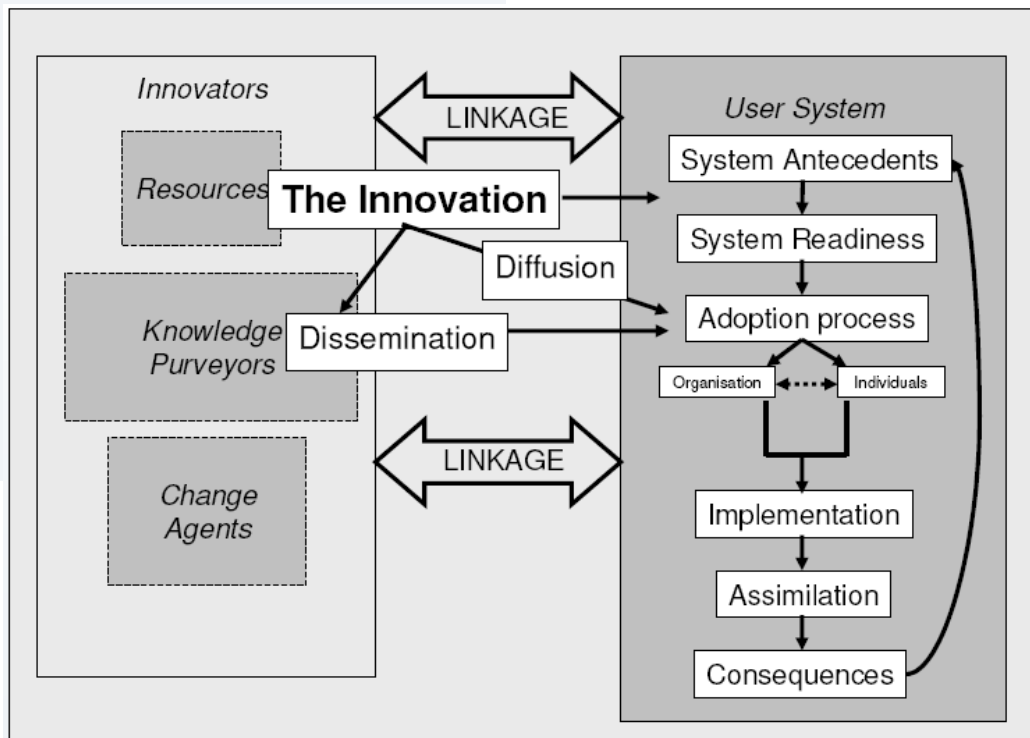 Innovators
Resources
The Innovation
Knowledge
Purveyors
Dissemination
Change
Agents
LINKAGE
Diffusion
LINKAGE
User System
System Antecedents
System Readiness
Adoption process
Organisation
Individuals
Implementation
Assimilation
Consequences